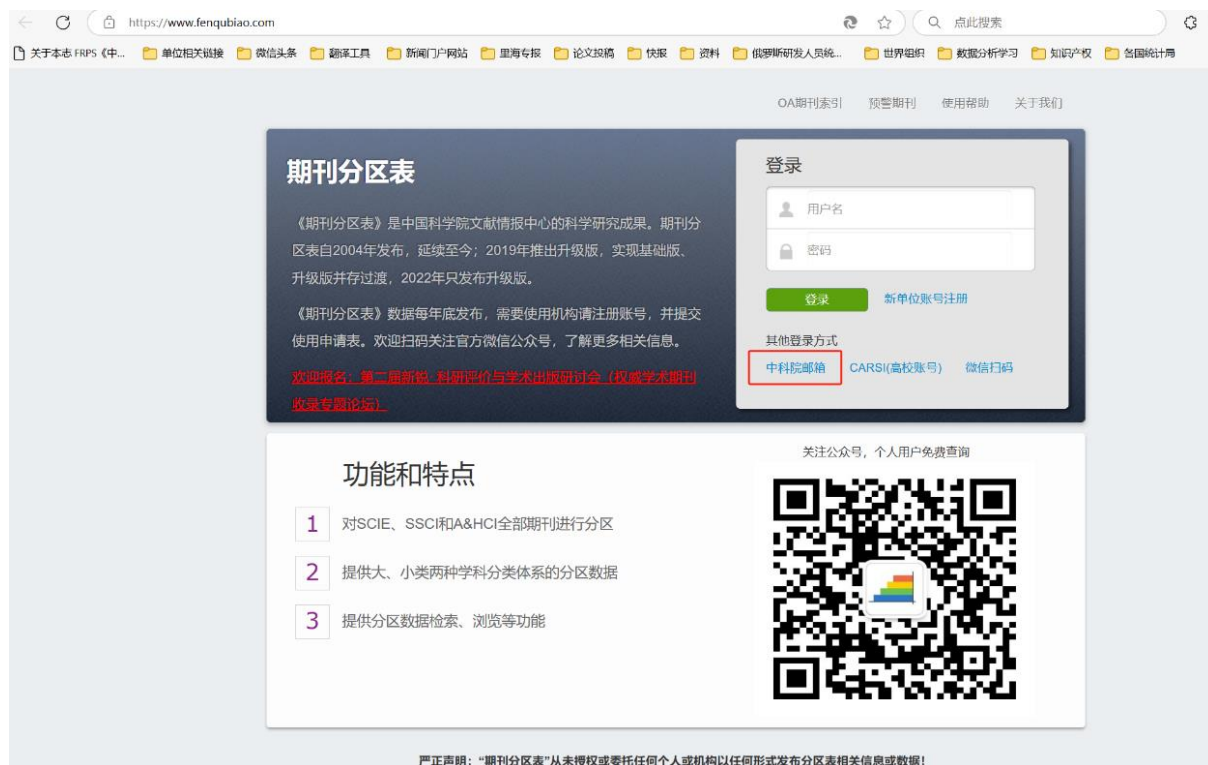 https://www.fenqubiao.com
点此搜索
关于本志 FRPS《中...
单位相关链接
微信头条
翻译工具
新闻门户网站
里海专报
论文投稿
快报
资料
俄罗斯研发人员统...
世界组织
数据分析学习
知识产权
各国统计局
OA期刊索引 预警期刊 使用帮助 关于我们
期刊分区表
《期刊分区表》是中国科学院文献情报中心的科学研究成果。期刊分
区表自2004年发布，延续至今；2019年推出升级版，实现基础版、
升级版并存过渡，2022年只发布升级版。
《期刊分区表》数据每年底发布，需要使用机构请注册账号，并提交
使用申请表。欢迎扫码关注官方微信公众号，了解更多相关信息。
欢迎报名：第二届新锐·科研评价与学术出版研讨会（权威学术期刊
收录专题论坛）
登录
用户名
密码
登录 新单位账号注册
其他登录方式
中科院邮箱 CARSI(高校账号) 微信扫码
功能和特点
1 对SCIE、SSCI和A&HCI全部期刊进行分区
2 提供大、小类两种学科分类体系的分区数据
3 提供分区数据检索、浏览等功能
关注公众号，个人用户免费查询
严正声明：“期刊分区表”从未授权或委托任何个人或机构以任何形式发布分区表相关信息或数据！